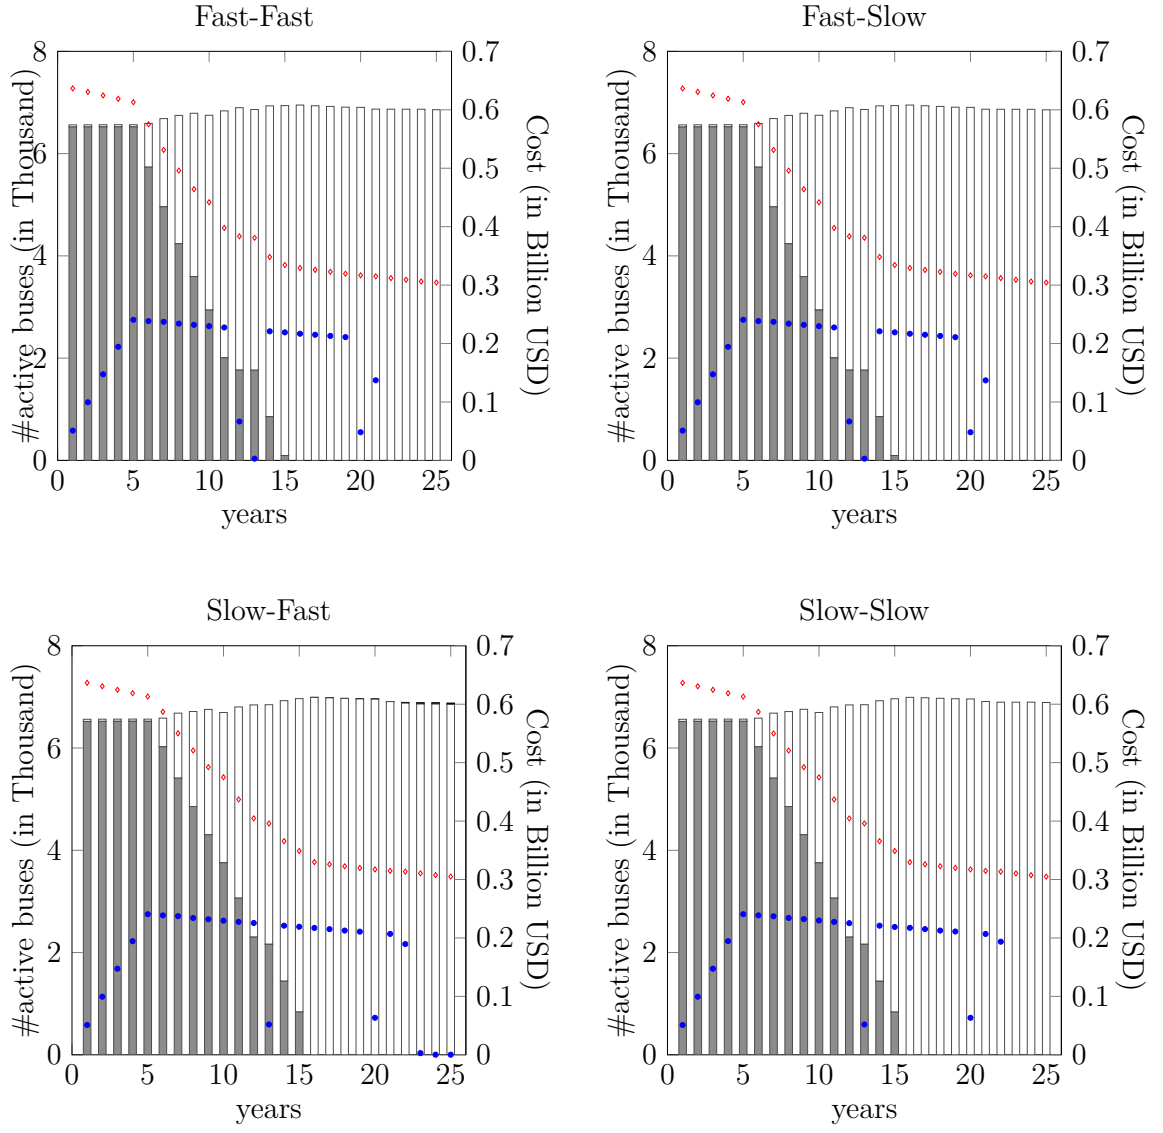 Fast-Fast
8
6
4
2
0
#active buses (in Thousand)
0.7
0.6
0.5
0.4
0.3
0.2
0.1
0
Cost (in Billion USD)
0 5 10 15 20 25
years
Fast-Slow
8
6
4
2
0
#active buses (in Thousand)
0.7
0.6
0.5
0.4
0.3
0.2
0.1
0
Cost (in Billion USD)
0 5 10 15 20 25
years
Slow-Fast
8
6
4
2
0
#active buses (in Thousand)
0.7
0.6
0.5
0.4
0.3
0.2
0.1
0
Cost (in Billion USD)
0 5 10 15 20 25
years
Slow-Slow
8
6
4
2
0
#active buses (in Thousand)
0.7
0.6
0.5
0.4
0.3
0.2
0.1
0
Cost (in Billion USD)
0 5 10 15 20 25
years